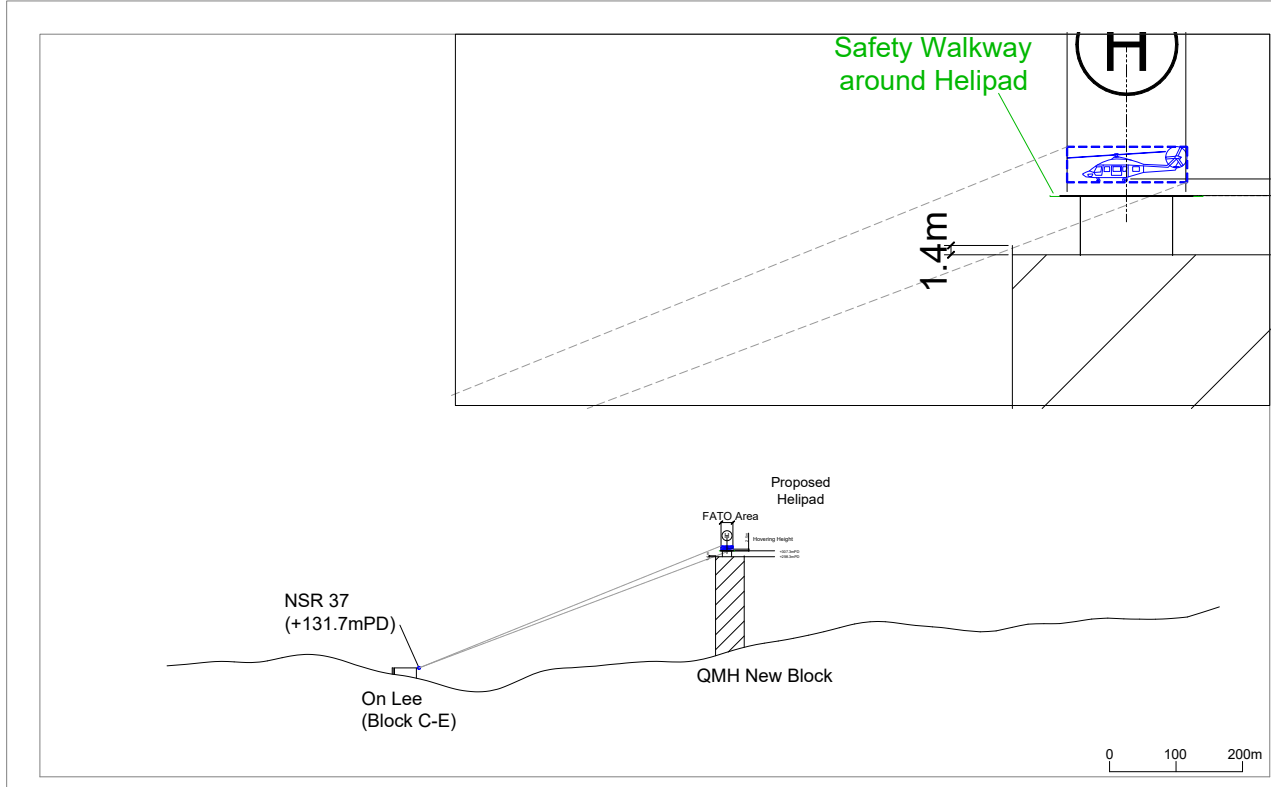 Safety Walkway
around Helipad
H
1.4m
Proposed
Helipad
FATO Area
H
Hovering Height
NSR 37
(+131.7mPD)
QMH New Block
On Lee
(Block C-E)
0 100 200m